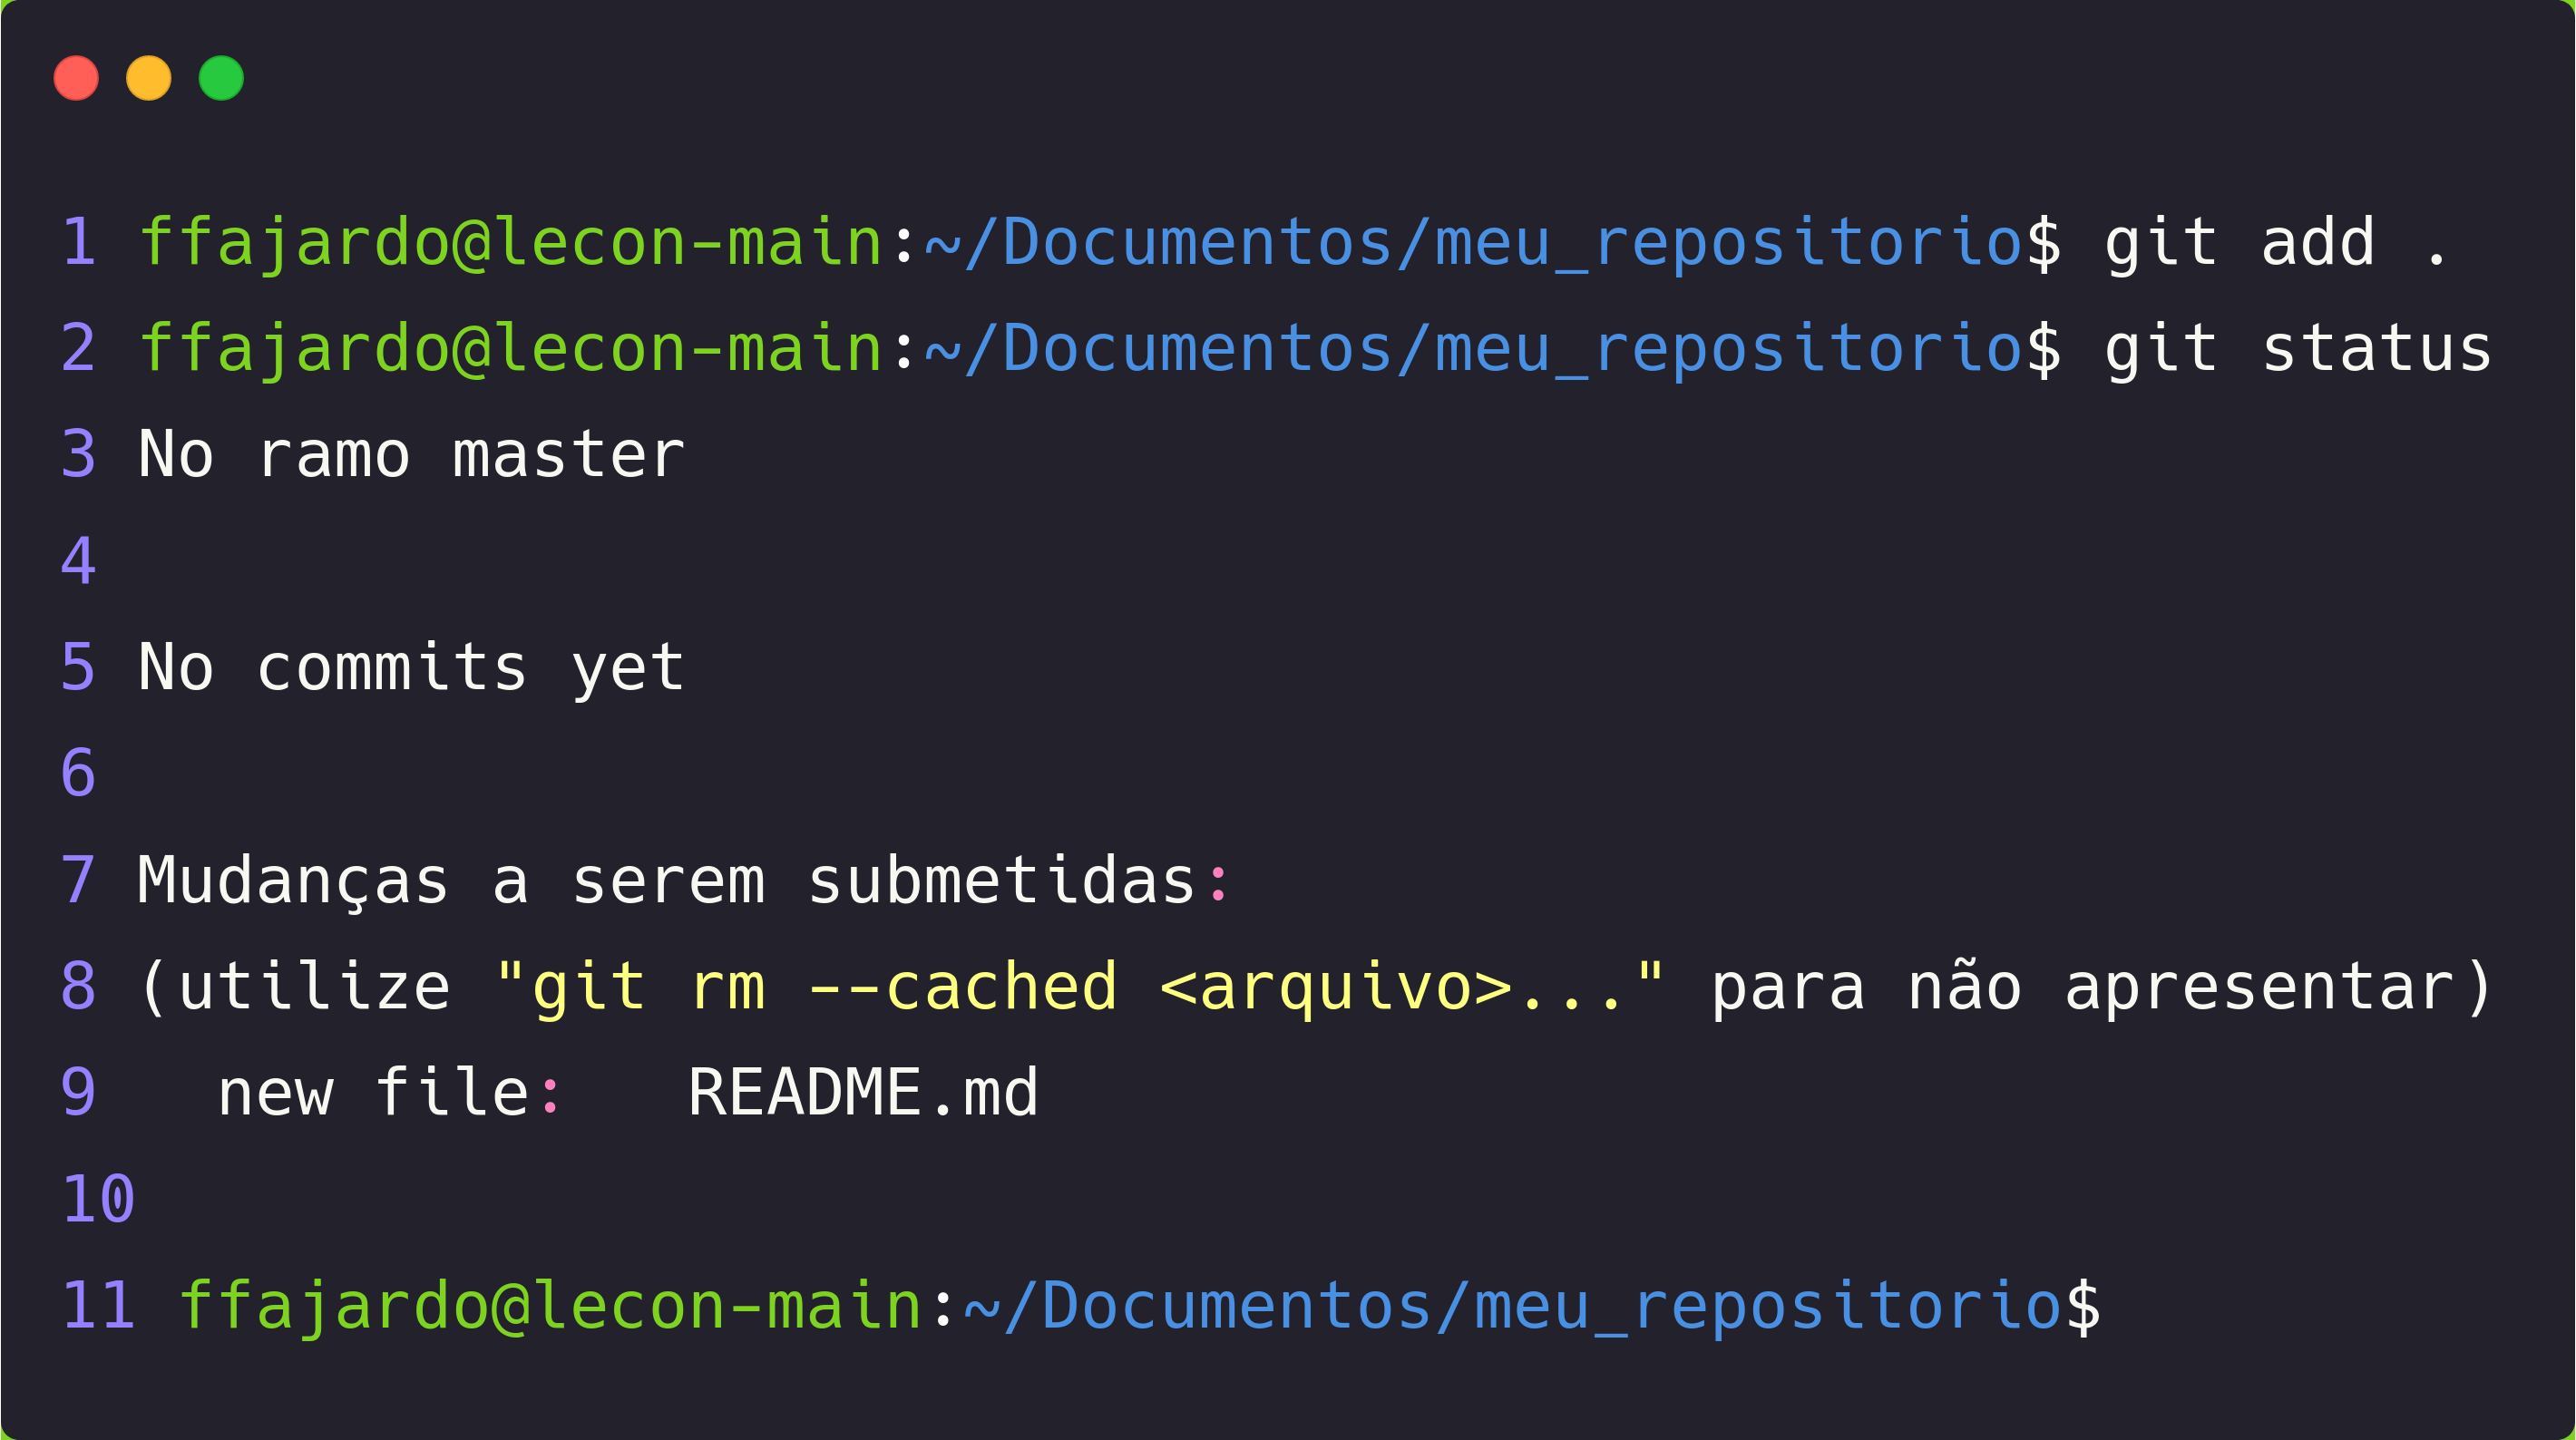 1 ffajardo@lecon-main:~/Documentos/meu_repositorio$ git add .
2 ffajardo@lecon-main:~/Documentos/meu_repositorio$ git status
3 No ramo master
4
5 No commits yet
6
7 Mudanças a serem submetidas:
8 (utilize "git rm --cached <arquivo>..." para não apresentar)
9   new file:   README.md
10
11 ffajardo@lecon-main:~/Documentos/meu_repositorio$